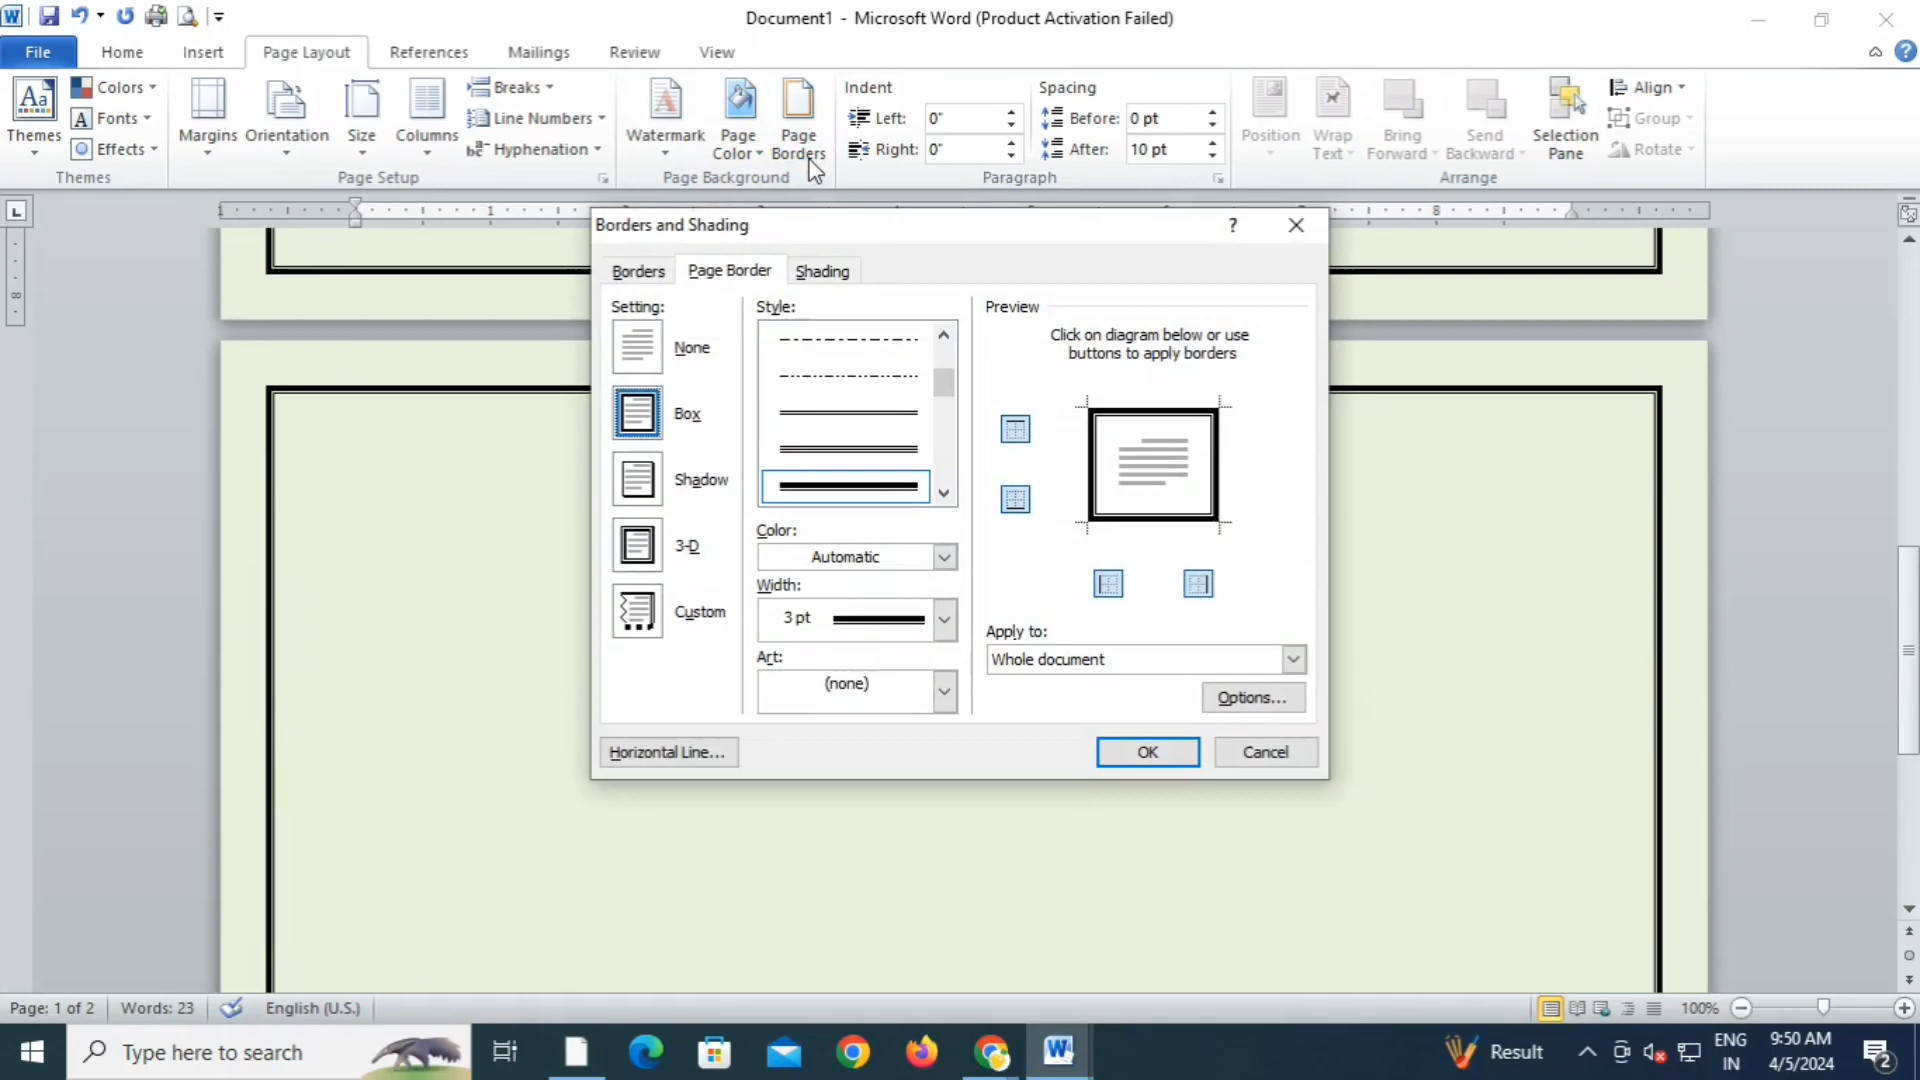 Document1 - Microsoft Word (Product Activation Failed)
File Home Insert Page Layout References Mailings Review View
Aa Themes
Colors
Fonts
Effects
Themes
Margins Orientation Size Columns
Breaks
Line Numbers
Hyphenation
Page Setup
Watermark Page Color Page Borders
Page Background
Indent
Left: 0"
Right: 0"
Spacing
Before: 0 pt
After: 10 pt
Paragraph
Position Wrap Text Bring Forward Send Backward Selection Pane
Align
Group
Rotate
Arrange
Borders and Shading
Borders Page Border Shading
Setting:
None
Box
Shadow
3-D
Custom
Style:
Color:
Automatic
Width:
3 pt
Art:
(none)
Preview
Click on diagram below or use
buttons to apply borders
Apply to:
Whole document
Options...
Horizontal Line... OK Cancel
Page: 1 of 2 Words: 23 English (U.S.) 100%
Type here to search
Result
ENG
IN
9:50 AM
4/5/2024
2